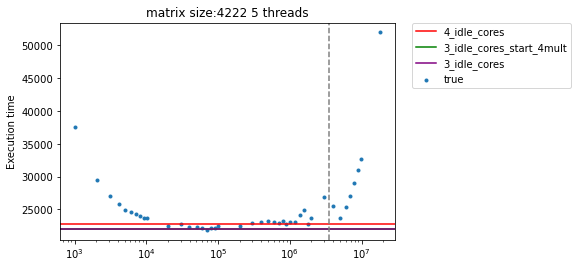 matrix size:4222 5 threads
Execution time
50000
45000
40000
35000
30000
25000
10³
10⁴
10⁵
10⁶
10⁷
4_idle_cores
3_idle_cores_start_4mult
3_idle_cores
true